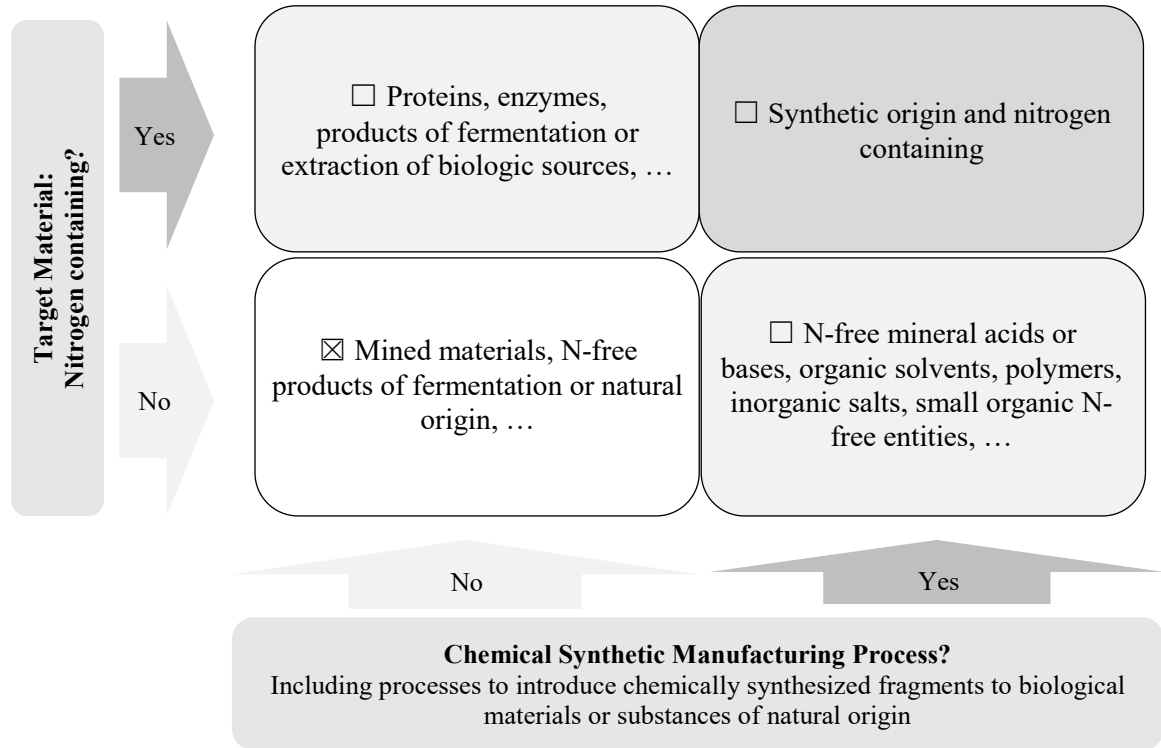 Target Material:
Nitrogen containing?
Yes
☐ Proteins, enzymes,
products of fermentation or
extraction of biologic sources, …
☐ Synthetic origin and nitrogen
containing
No
☒ Mined materials, N-free
products of fermentation or natural
origin, …
☐ N-free mineral acids or
bases, organic solvents, polymers,
inorganic salts, small organic N-
free entities, …
No
Yes
Chemical Synthetic Manufacturing Process?
Including processes to introduce chemically synthesized fragments to biological
materials or substances of natural origin